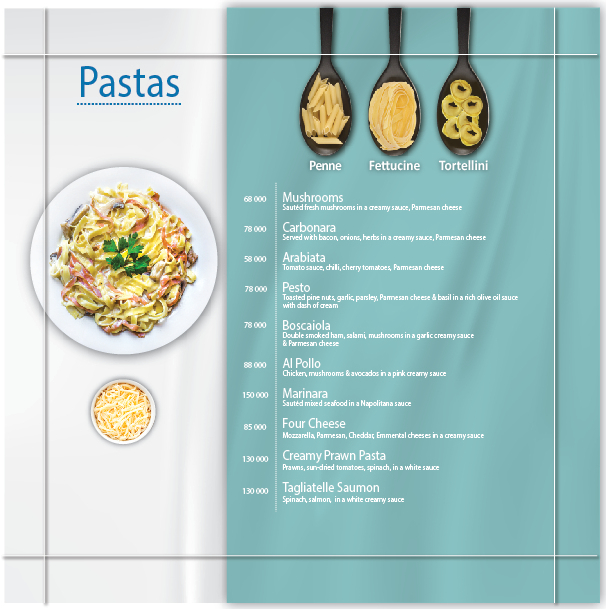 Pastas
Penne Fettucine Tortellini
68 000 Mushrooms
Sautéd fresh mushrooms in a creamy sauce, Parmesan cheese
78 000 Carbonara
Served with bacon, onions, herbs in a creamy sauce, Parmesan cheese
58 000 Arabiata
Tomato sauce, chilli, cherry tomatoes, Parmesan cheese
78 000 Pesto
Toasted pine nuts, garlic, parsley, Parmesan cheese & basil in a rich olive oil sauce
with dash of cream
78 000 Boscaiola
Double smoked ham, salami, mushrooms in a garlic creamy sauce
& Parmesan cheese
88 000 Al Pollo
Chicken, mushrooms & avocados in a pink creamy sauce
150 000 Marinara
Sautéd mixed seafood in a Napolitana sauce
85 000 Four Cheese
Mozzarella, Parmesan, Cheddar, Emmental cheeses in a creamy sauce
130 000 Creamy Prawn Pasta
Prawns, sun-dried tomatoes, spinach, in a white sauce
130 000 Tagliatelle Saumon
Spinach, salmon, in a white creamy sauce